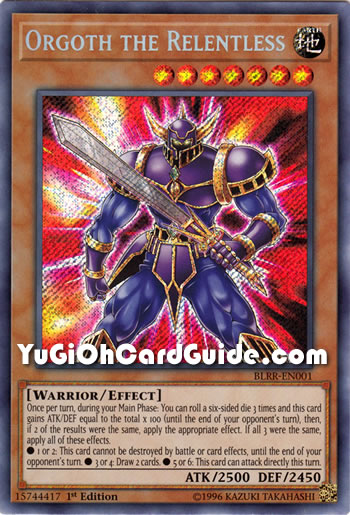 ORGOTH THE RELENTLESS
EARTH
地
YuGiOhCardGuide.com
BLRR-EN001
[WARRIOR/EFFECT]
Once per turn, during your Main Phase: You can roll a six-sided die 3 times and this card
gains ATK/DEF equal to the total x 100 (until the end of your opponent's turn), then,
if 2 of the results were the same, apply the appropriate effect. If all 3 were the same,
apply all of these effects.
● 1 or 2: This card cannot be destroyed by battle or card effects, until the end of your
opponent's turn. ● 3 or 4: Draw 2 cards. ● 5 or 6: This card can attack directly this turn.
ATK/2500 DEF/2450
15744417 1st Edition ©1996 KAZUKI TAKAHASHI